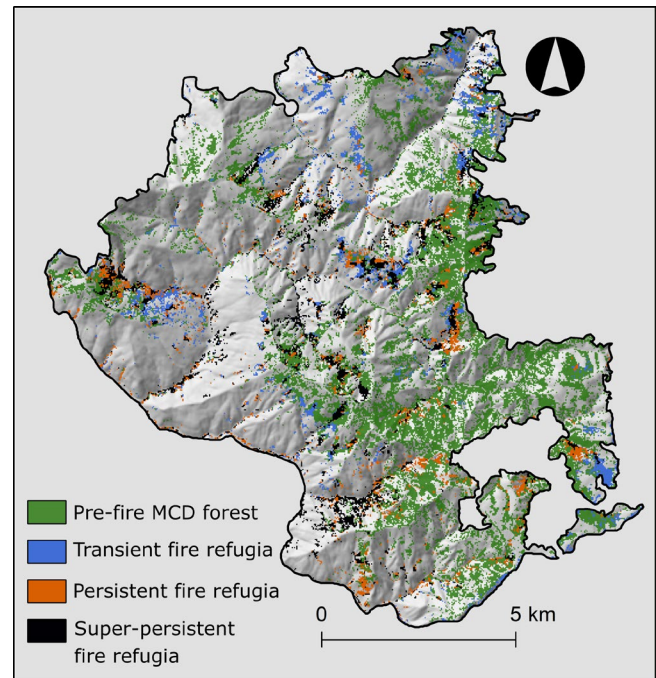 Pre-fire MCD forest
Transient fire refugia
Persistent fire refugia
Super-persistent
fire refugia
0 5 km